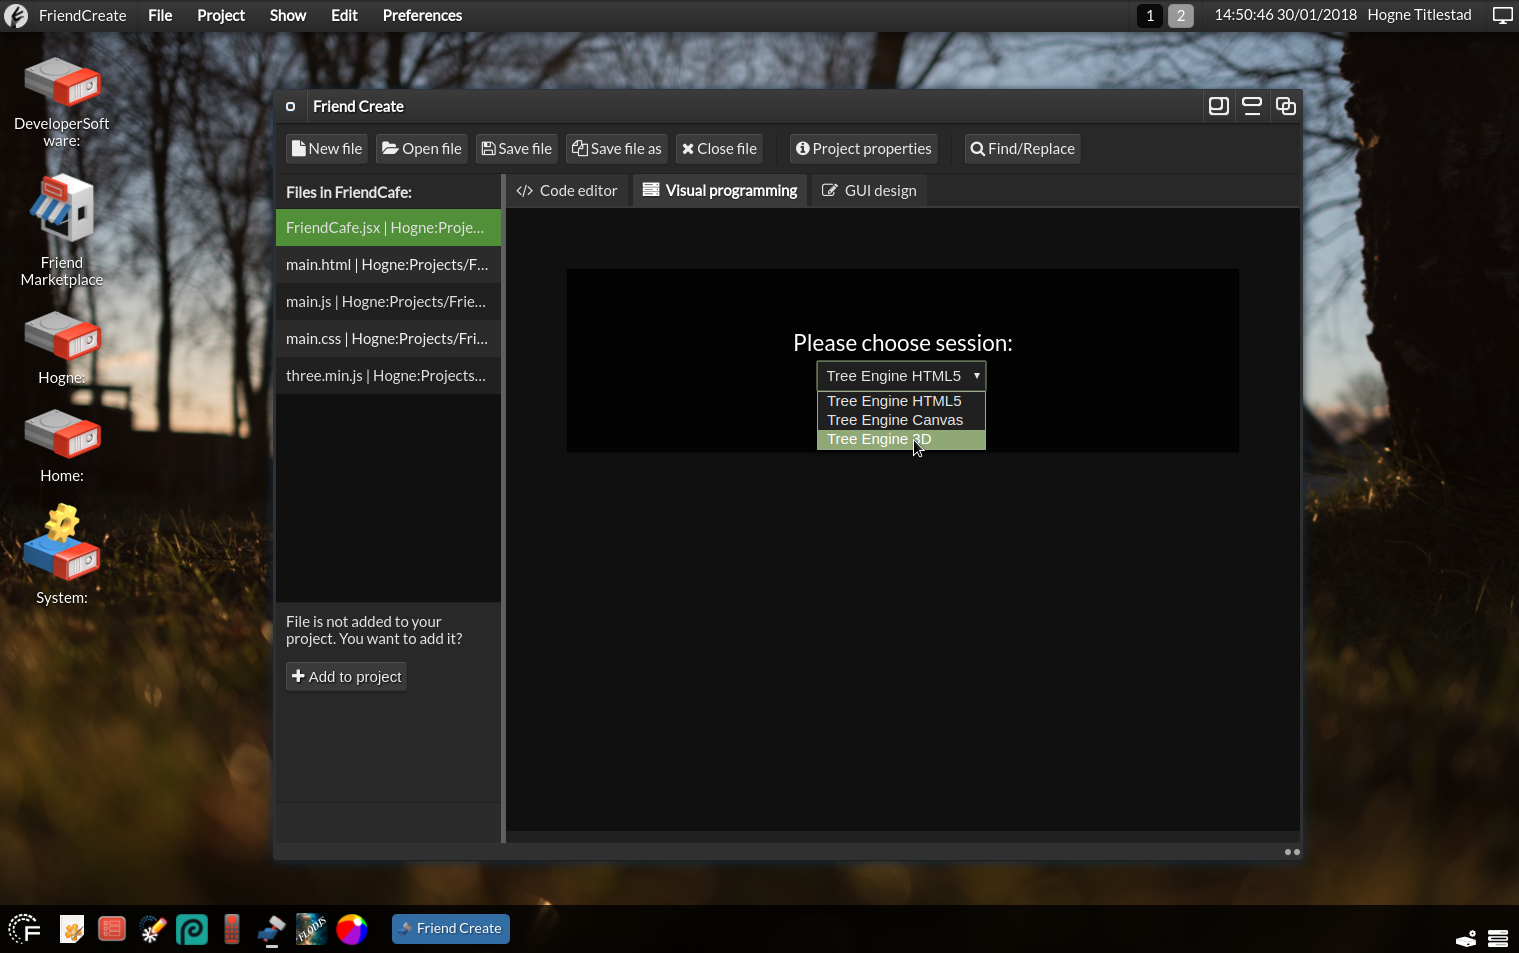 FriendCreate File Project Show Edit Preferences 1 2 14:50:46 30/01/2018 Hogne Titlestad
DeveloperSoft
ware:
Friend
Marketplace
Hogne:
Home:
System:
Friend Create
New file Open file Save file Save file as Close file Project properties Find/Replace
Files in FriendCafe:
FriendCafe.jsx | Hogne:Proje...
main.html | Hogne:Projects/F...
main.js | Hogne:Projects/Frie...
main.css | Hogne:Projects/Fri...
three.min.js | Hogne:Projects...
File is not added to your
project. You want to add it?
Add to project
</> Code editor Visual programming GUI design
Please choose session:
Tree Engine HTML5
Tree Engine HTML5
Tree Engine Canvas
Tree Engine 3D
FLODJS
Friend Create